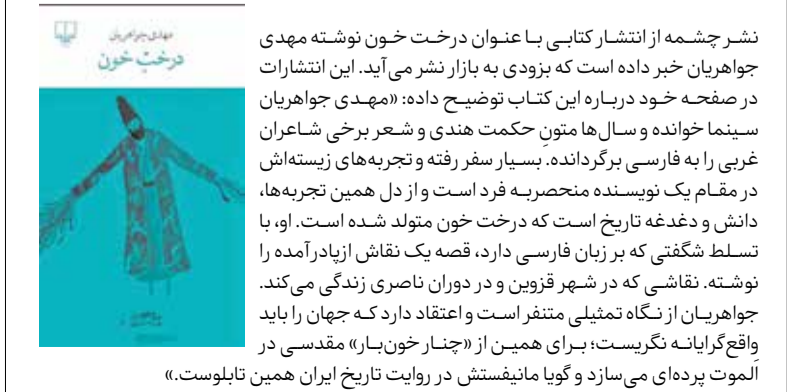 مهدی جواهریان
درختِ خون
نشر چشمه از انتشار کتابی با عنوان درخت خون نوشته مهدی
جواهریان خبر داده است که بزودی به بازار نشر می‌آید. این انتشارات
در صفحه خود درباره این کتاب توضیح داده: «مهدی جواهریان
سینما خوانده و سال‌ها متونِ حکمت هندی و شعر برخی شاعران
غربی را به فارسی برگردانده. بسیار سفر رفته و تجربه‌های زیسته‌اش
در مقام یک نویسنده منحصربه فرد است و از دل همین تجربه‌ها،
دانش و دغدغه تاریخ است که درخت خون متولد شده است. او، با
تسلط شگفتی که بر زبان فارسی دارد، قصه یک نقاش ازپادرآمده را
نوشته. نقاشی که در شهر قزوین و در دوران ناصری زندگی می‌کند.
جواهریان از نگاه تمثیلی متنفر است و اعتقاد دارد که جهان را باید
واقع‌گرایانه نگریست؛ برای همین از «چنار خون‌بار» مقدسی در
اَلموت پرده‌ای می‌سازد و گویا مانیفستش در روایت تاریخ ایران همین تابلوست.»